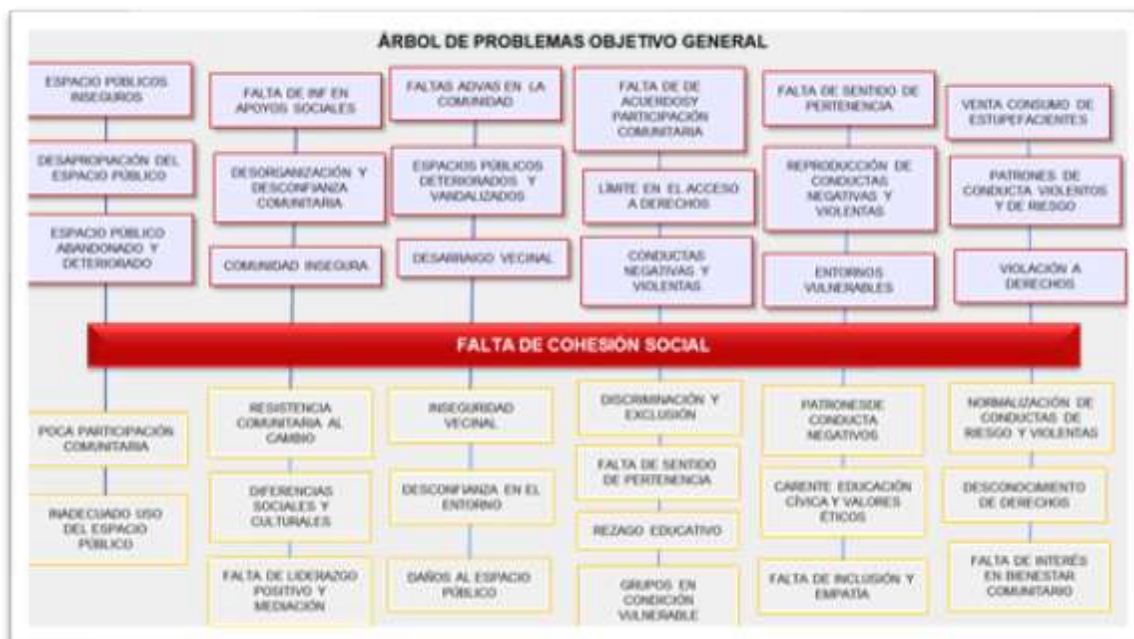 ÁRBOL DE PROBLEMAS OBJETIVO GENERAL
ESPACIO PÚBLICOS
INSEGUROS
DESAPROPIACIÓN DEL
ESPACIO PÚBLICO
ESPACIO PÚBLICO
ABANDONADO Y
DETERIORADO
FALTA DE INF EN
APOYOS SOCIALES
DESORGANIZACIÓN Y
DESCONFIANZA
COMUNITARIA
COMUNIDAD INSEGURA
FALTAS ADVAS EN LA
COMUNIDAD
ESPACIOS PÚBLICOS
DETERIORADOS Y
VANDALIZADOS
DESARRAIGO VECINAL
FALTA DE DE
ACUERDOSY
PARTICIPACIÓN
COMUNITARIA
LÍMITE EN EL ACCESO
A DERECHOS
CONDUCTAS
NEGATIVAS Y
VIOLENTAS
FALTA DE SENTIDO DE
PERTENENCIA
REPRODUCCIÓN DE
CONDUCTAS
NEGATIVAS Y
VIOLENTAS
ENTORNOS
VULNERABLES
VENTA CONSUMO DE
ESTUPEFACIENTES
PATRONES DE
CONDUCTA VIOLENTOS
Y DE RIESGO
VIOLACIÓN A
DERECHOS
FALTA DE COHESIÓN SOCIAL
POCA PARTICIPACIÓN
COMUNITARIA
INADECUADO USO
DEL ESPACIO
PÚBLICO
RESISTENCIA
COMUNITARIA AL
CAMBIO
DIFERENCIAS
SOCIALES Y
CULTURALES
FALTA DE LIDERAZGO
POSITIVO Y
MEDIACIÓN
INSEGURIDAD
VECINAL
DESCONFIANZA EN EL
ENTORNO
DAÑOS AL ESPACIO
PÚBLICO
DISCRIMINACIÓN Y
EXCLUSIÓN
FALTA DE SENTIDO
DE PERTENENCIA
REZAGO EDUCATIVO
GRUPOS EN
CONDICIÓN
VULNERABLE
PATRONESDE
CONDUCTA
NEGATIVOS
CARENTE EDUCACIÓN
CÍVICA Y VALORES
ÉTICOS
FALTA DE INCLUSIÓN Y
EMPATÍA
NORMALIZACIÓN DE
CONDUCTAS DE
RIESGO Y VIOLENTAS
DESCONOCIMIENTO
DE DERECHOS
FALTA DE INTERÉS
EN BIENESTAR
COMUNITARIO